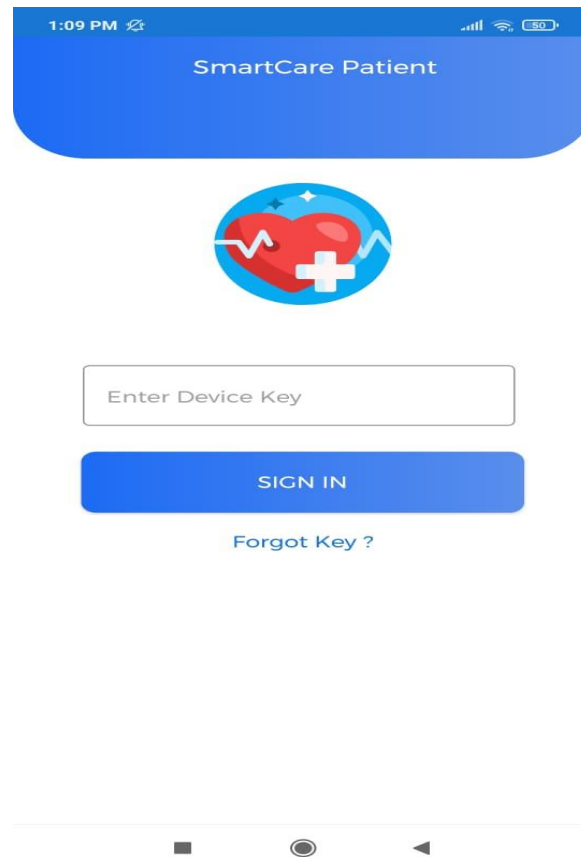 1:09 PM 50
SmartCare Patient
Enter Device Key
SIGN IN
Forgot Key ?